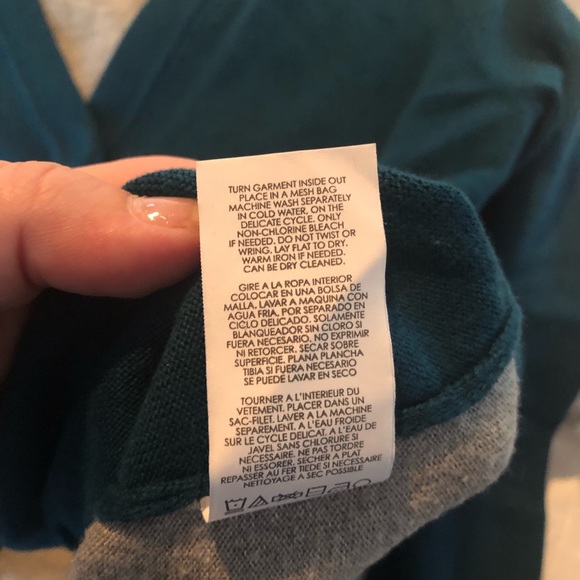 TURN GARMENT INSIDE OUT
PLACE IN A MESH BAG
MACHINE WASH SEPARATELY
IN COLD WATER, ON THE
DELICATE CYCLE. ONLY
NON-CHLORINE BLEACH
IF NEEDED. DO NOT TWIST OR
WRING. LAY FLAT TO DRY.
WARM IRON IF NEEDED.
CAN BE DRY CLEANED.
GIRE A LA ROPA INTERIOR
COLOCAR EN UNA BOLSA DE
MALLA. LAVAR A MAQUINA CON
AGUA FRIA, POR SEPARADO EN
CICLO DELICADO. SOLAMENTE
BLANQUEADOR SIN CLORO SI
FUERA NECESARIO. NO EXPRIMIR
NI RETORCER. SECAR SOBRE
SUPERFICIE. PLANA PLANCHA
TIBIA SI FUERA NECESARIO
SE PUEDE LAVAR EN SECO
TOURNER A L'INTERIEUR DU
VETEMENT. PLACER DANS UN
SAC-FILET. LAVER A LA MACHINE
SEPAREMENT. A L'EAU FROIDE
SUR LE CYCLE DELICAT. A L'EAU DE
JAVEL SANS CHLORURE SI
NECESSAIRE. NE PAS TORDRE
NI ESSORER. SECHER A PLAT
REPASSER AU FER TIEDE SI NECESSAIRE
NETTOYAGE A SEC POSSIBLE